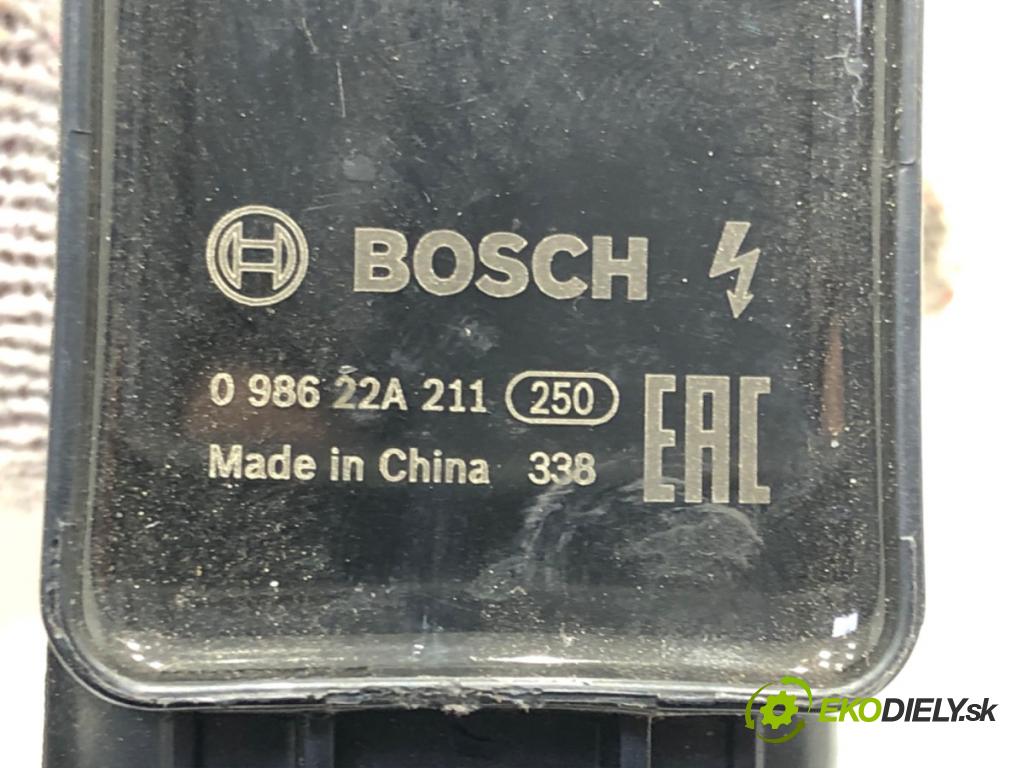 BOSCH
0 986 22A 211 250
Made in China 338
EAC
EKODIELY.sk